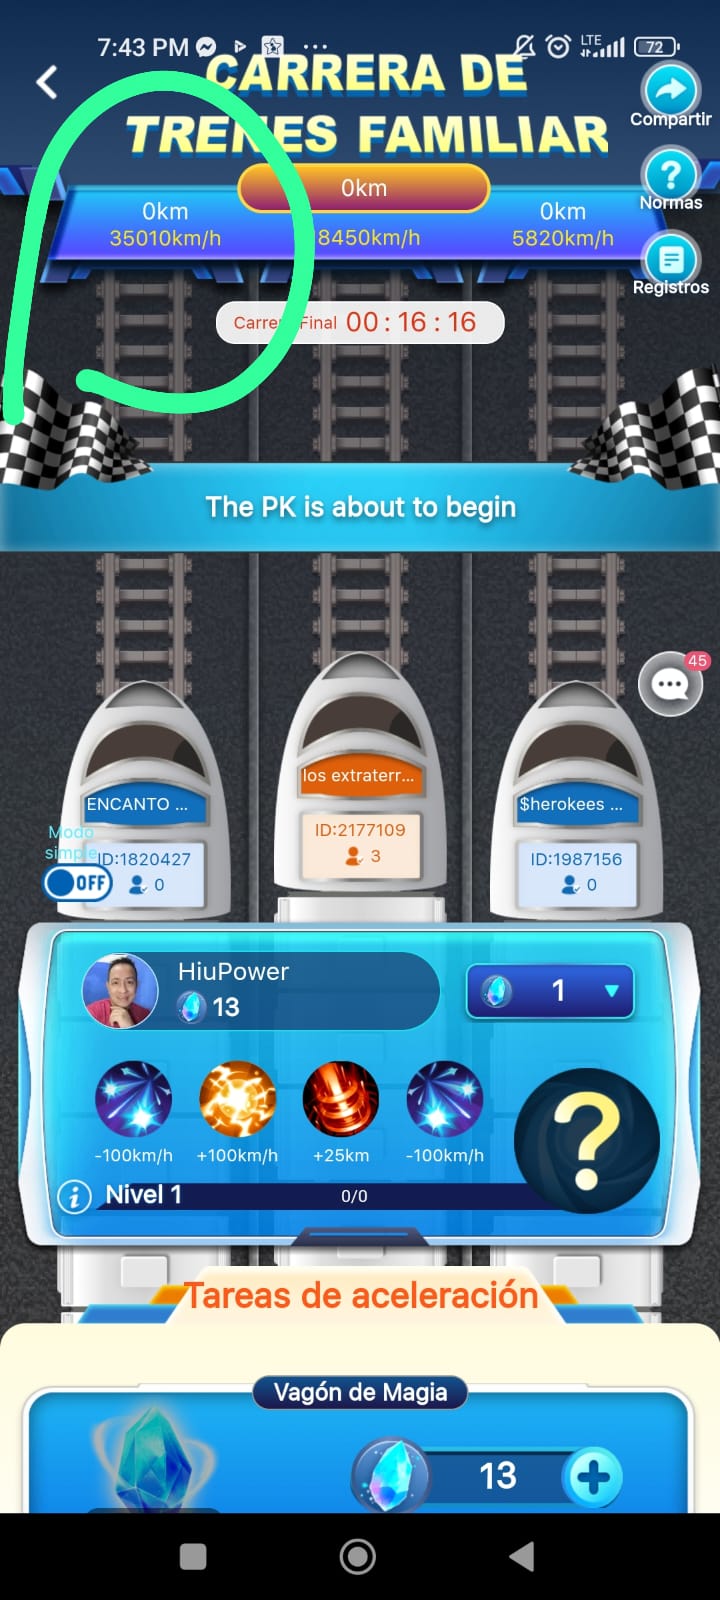 7:43 PM
LTE
72
CARRERA DE
TRENES FAMILIAR
Compartir
Normas
Registros
0km
0km
0km
35010km/h
8450km/h
5820km/h
Carrera Final 00:16:16
The PK is about to begin
45
ENCANTO ...
los extraterr...
$herokees ...
Modo
simple
OFF
ID:1820427
0
ID:2177109
3
ID:1987156
0
HiuPower
13
1
-100km/h
+100km/h
+25km
-100km/h
?
Nivel 1
0/0
Tareas de aceleración
Vagón de Magia
13